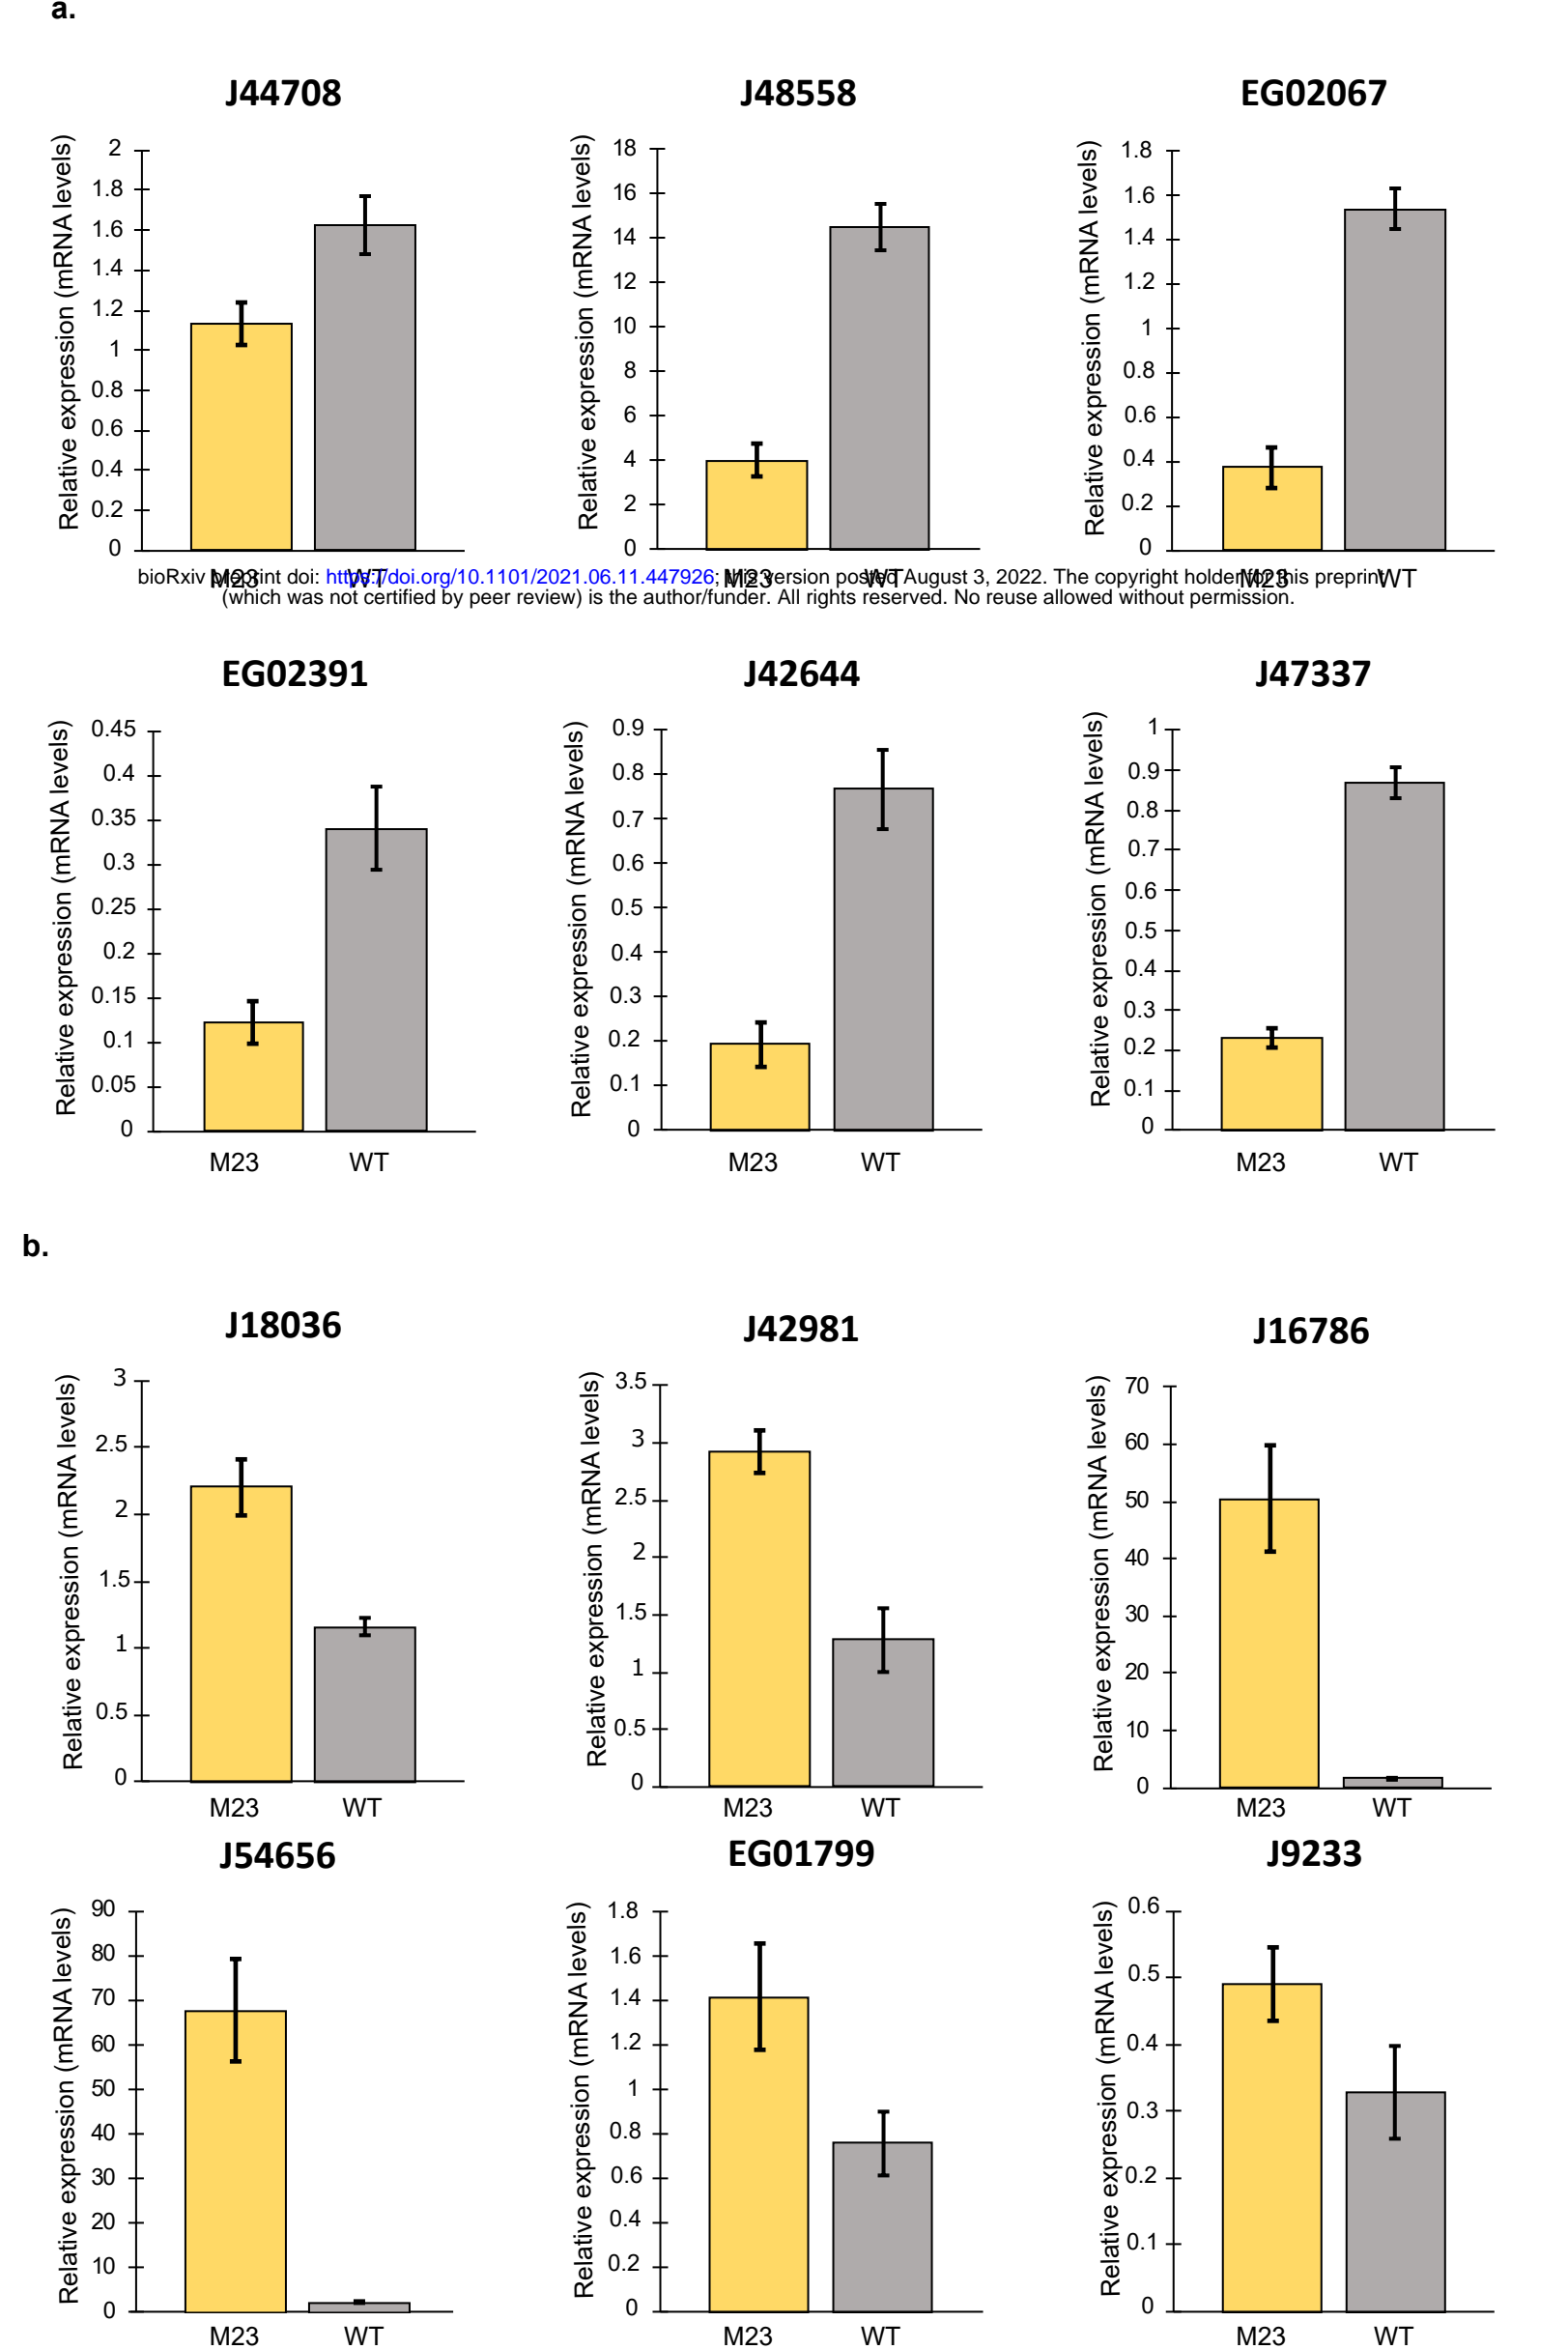 a.
J44708
J48558
EG02067
Relative expression (mRNA levels)
2
1.8
1.6
1.4
1.2
1
0.8
0.6
0.4
0.2
0
M23 WT
Relative expression (mRNA levels)
18
16
14
12
10
8
6
4
2
0
M23 WT
Relative expression (mRNA levels)
1.8
1.6
1.4
1.2
1
0.8
0.6
0.4
0.2
0
M23 WT
bioRxiv preprint doi: https://doi.org/10.1101/2021.06.11.447926; this version posted August 3, 2022. The copyright holder for this preprint
(which was not certified by peer review) is the author/funder. All rights reserved. No reuse allowed without permission.
EG02391
J42644
J47337
Relative expression (mRNA levels)
0.45
0.4
0.35
0.3
0.25
0.2
0.15
0.1
0.05
0
M23 WT
Relative expression (mRNA levels)
0.9
0.8
0.7
0.6
0.5
0.4
0.3
0.2
0.1
0
M23 WT
Relative expression (mRNA levels)
1
0.9
0.8
0.7
0.6
0.5
0.4
0.3
0.2
0.1
0
M23 WT
b.
J18036
J42981
J16786
Relative expression (mRNA levels)
3
2.5
2
1.5
1
0.5
0
M23 WT
Relative expression (mRNA levels)
3.5
3
2.5
2
1.5
1
0.5
0
M23 WT
Relative expression (mRNA levels)
70
60
50
40
30
20
10
0
M23 WT
J54656
EG01799
J9233
Relative expression (mRNA levels)
90
80
70
60
50
40
30
20
10
0
M23 WT
Relative expression (mRNA levels)
1.8
1.6
1.4
1.2
1
0.8
0.6
0.4
0.2
0
M23 WT
Relative expression (mRNA levels)
0.6
0.5
0.4
0.3
0.2
0.1
0
M23 WT